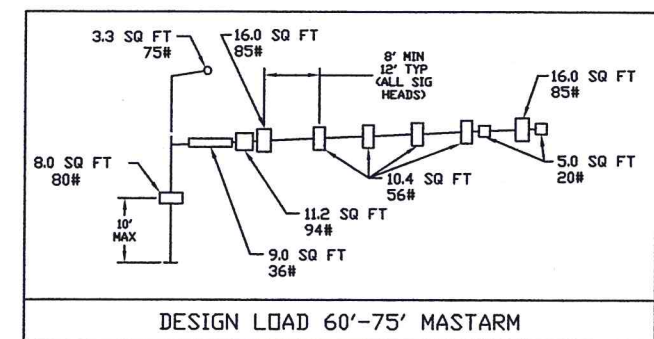 3.3 SQ FT
75#
16.0 SQ FT
85#
8' MIN
12' TYP
(ALL SIG
HEADS)
16.0 SQ FT
85#
8.0 SQ FT
80#
10'
MAX
10.4 SQ FT
56#
5.0 SQ FT
20#
11.2 SQ FT
94#
9.0 SQ FT
36#
DESIGN LOAD 60'-75' MASTARM